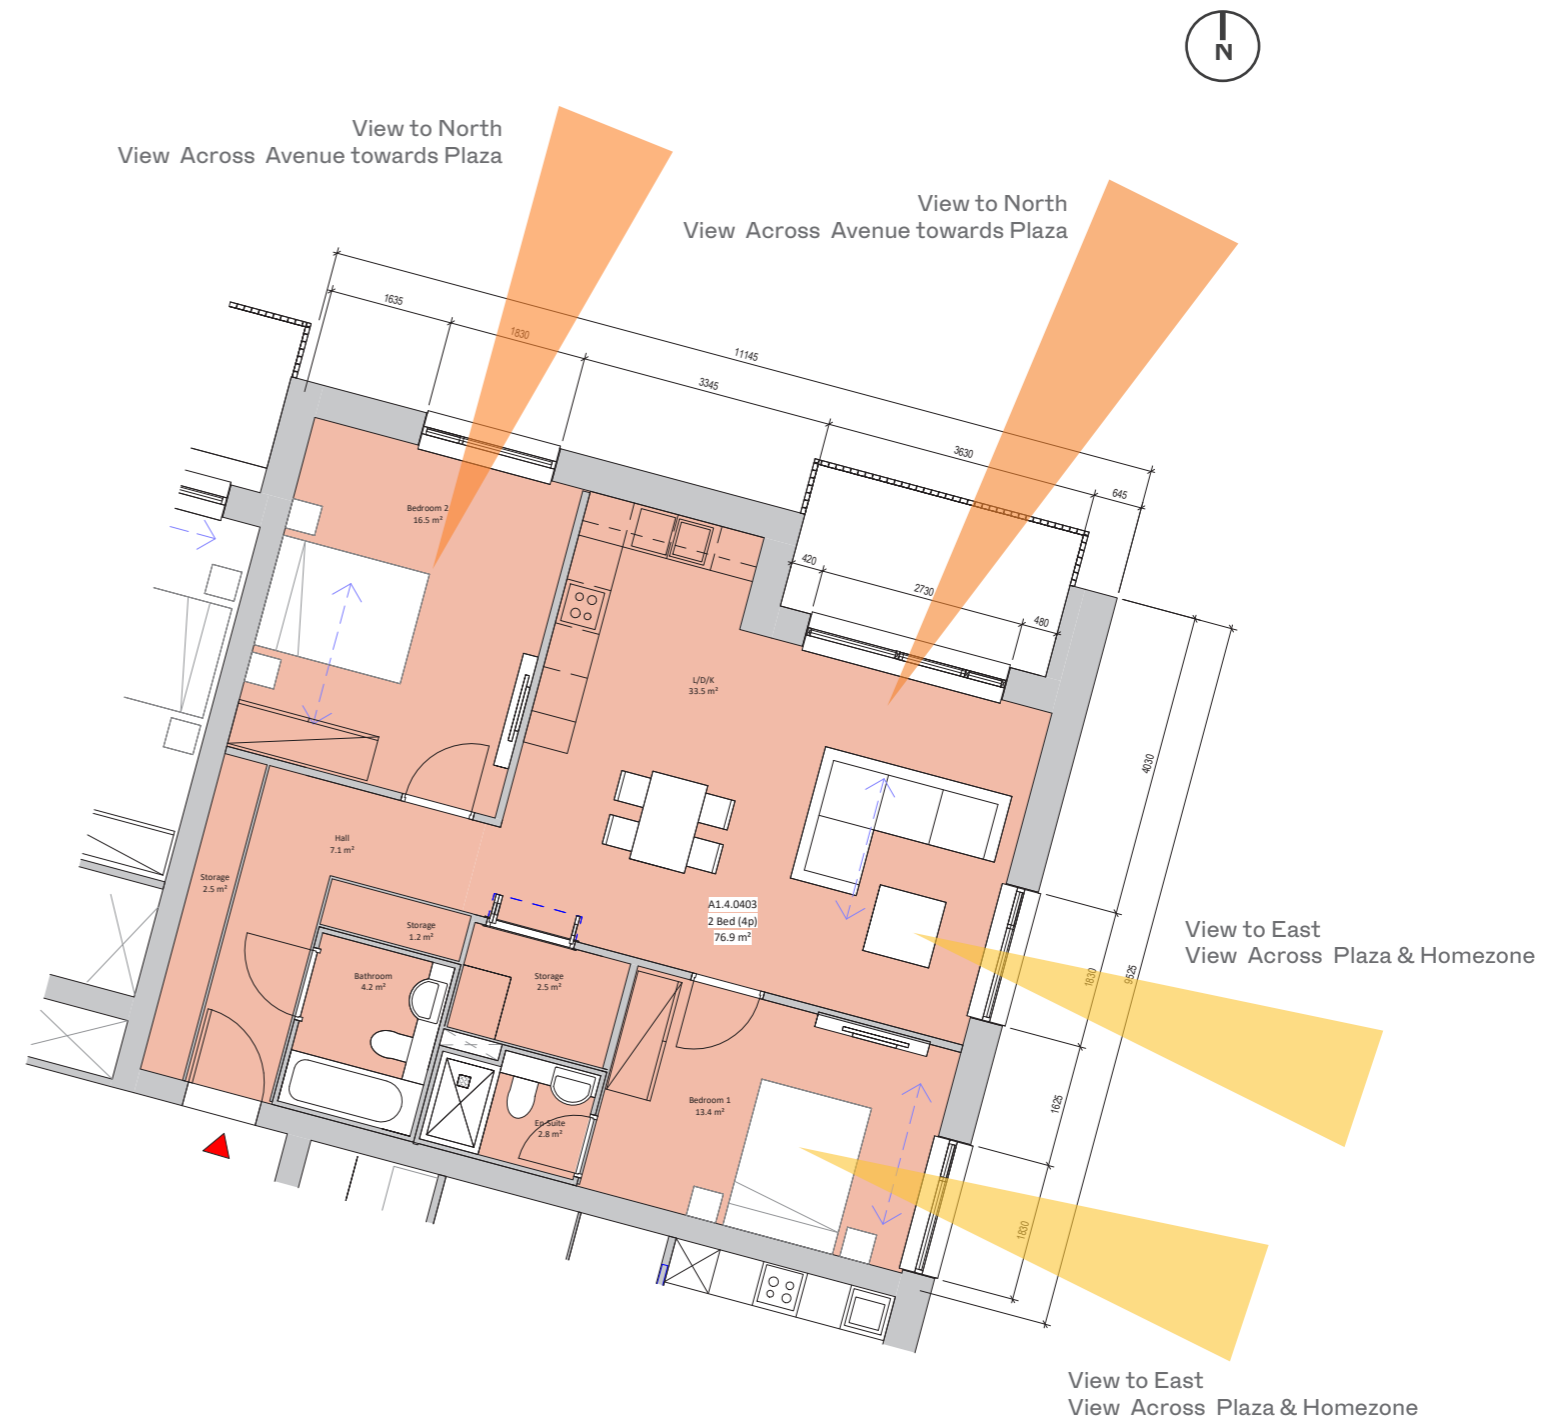 N
View to North
View Across Avenue towards Plaza
View to North
View Across Avenue towards Plaza
1635
1830
11145
3345
3630
645
420
2730
480
Bedroom 2
16.5 m²
L/D/K
33.5 m²
4030
Hall
7.1 m²
Storage
2.5 m²
Storage
1.2 m²
A1.4.0403
2 Bed (4p)
76.9 m²
View to East
View Across Plaza & Homezone
Bathroom
4.2 m²
Storage
2.5 m²
1830
9525
1625
Bedroom 1
13.4 m²
En Suite
2.8 m²
1830
View to East
View Across Plaza & Homezone